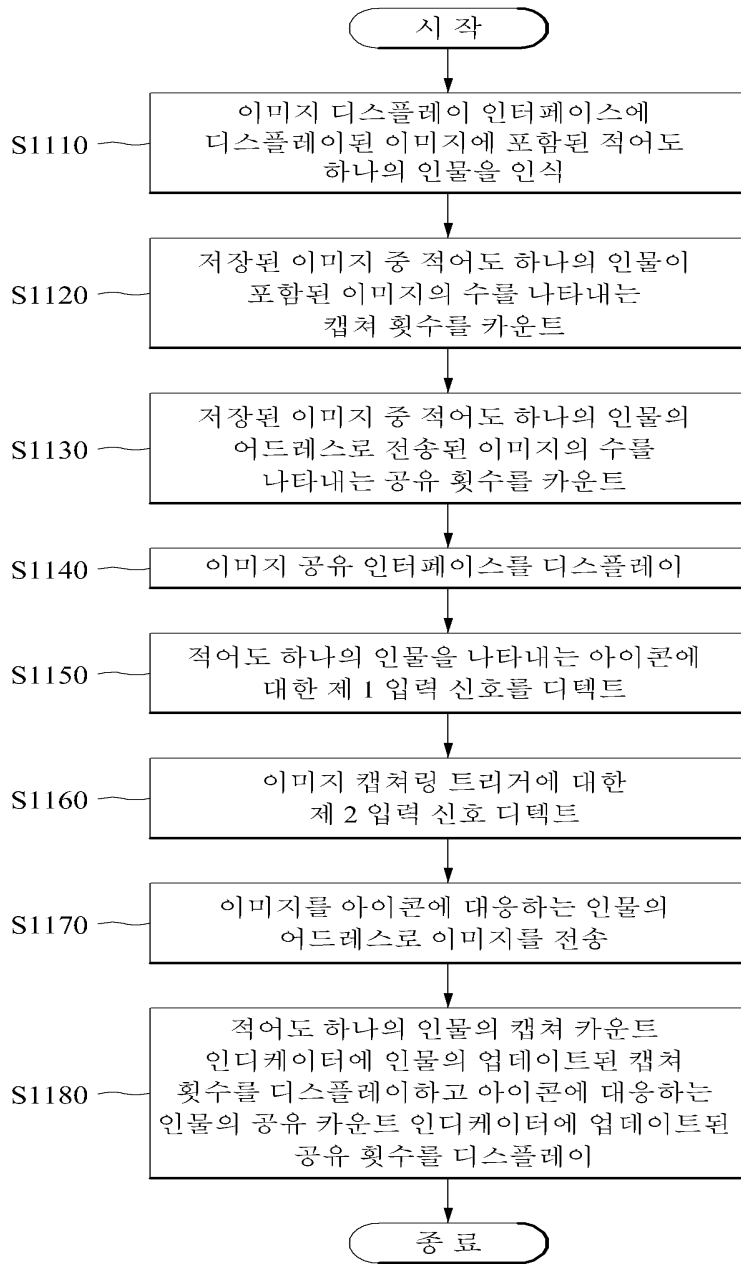 시 작
S1110
이미지 디스플레이 인터페이스에
디스플레이된 이미지에 포함된 적어도
하나의 인물을 인식
S1120
저장된 이미지 중 적어도 하나의 인물이
포함된 이미지의 수를 나타내는
캡쳐 횟수를 카운트
S1130
저장된 이미지 중 적어도 하나의 인물의
어드레스로 전송된 이미지의 수를
나타내는 공유 횟수를 카운트
S1140
이미지 공유 인터페이스를 디스플레이
S1150
적어도 하나의 인물을 나타내는 아이콘에
대한 제 1 입력 신호를 디텍트
S1160
이미지 캡쳐링 트리거에 대한
제 2 입력 신호 디텍트
S1170
이미지를 아이콘에 대응하는 인물의
어드레스로 이미지를 전송
S1180
적어도 하나의 인물의 캡쳐 카운트
인디케이터에 인물의 업데이트된 캡쳐
횟수를 디스플레이하고 아이콘에 대응하는
인물의 공유 카운트 인디케이터에 업데이트된
공유 횟수를 디스플레이
종 료